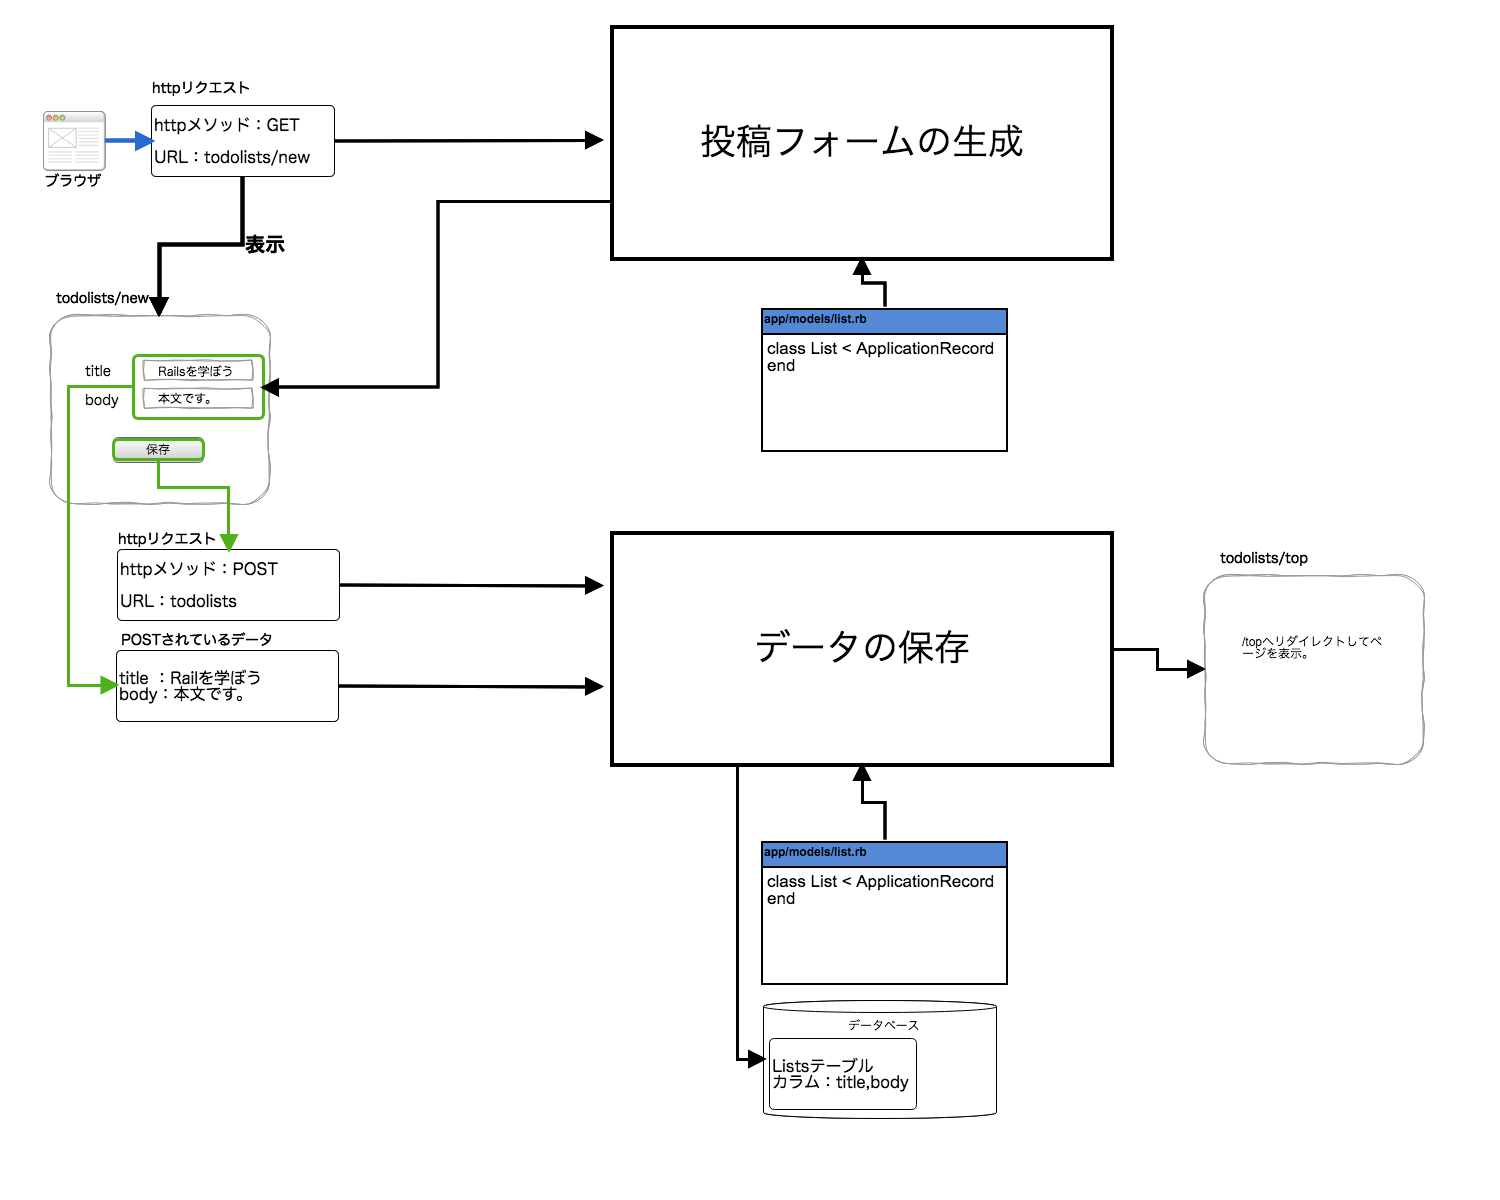 httpリクエスト
httpメソッド：GET
URL：todolists/new
ブラウザ
投稿フォームの生成
表示
todolists/new
title
Railsを学ぼう
body
本文です。
保存
app/models/list.rb
class List < ApplicationRecord
end
httpリクエスト
httpメソッド：POST
URL：todolists
POSTされているデータ
title ：Railを学ぼう
body：本文です。
データの保存
todolists/top
/topへリダイレクトしてペ
ージを表示。
app/models/list.rb
class List < ApplicationRecord
end
データベース
Listsテーブル
カラム：title,body